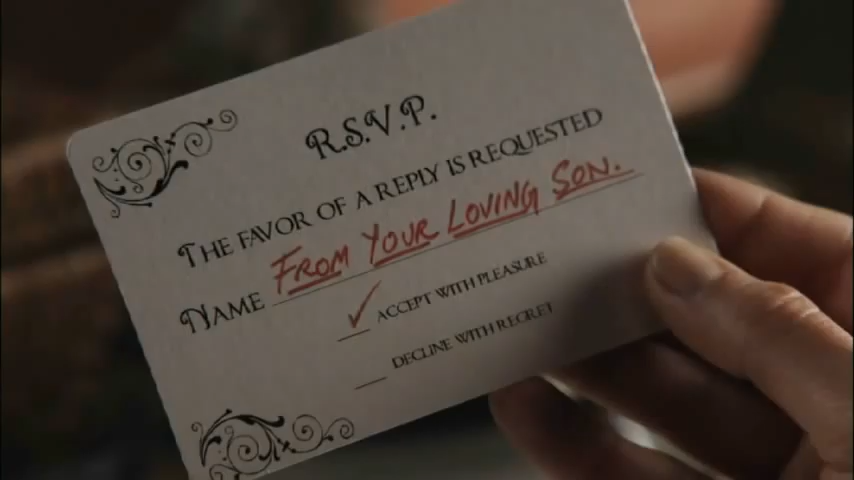 R.S.V.P.
THE FAVOR OF A REPLY IS REQUESTED
NAME FROM YOUR LOVING SON.
✓ ACCEPT WITH PLEASURE
DECLINE WITH REGRET